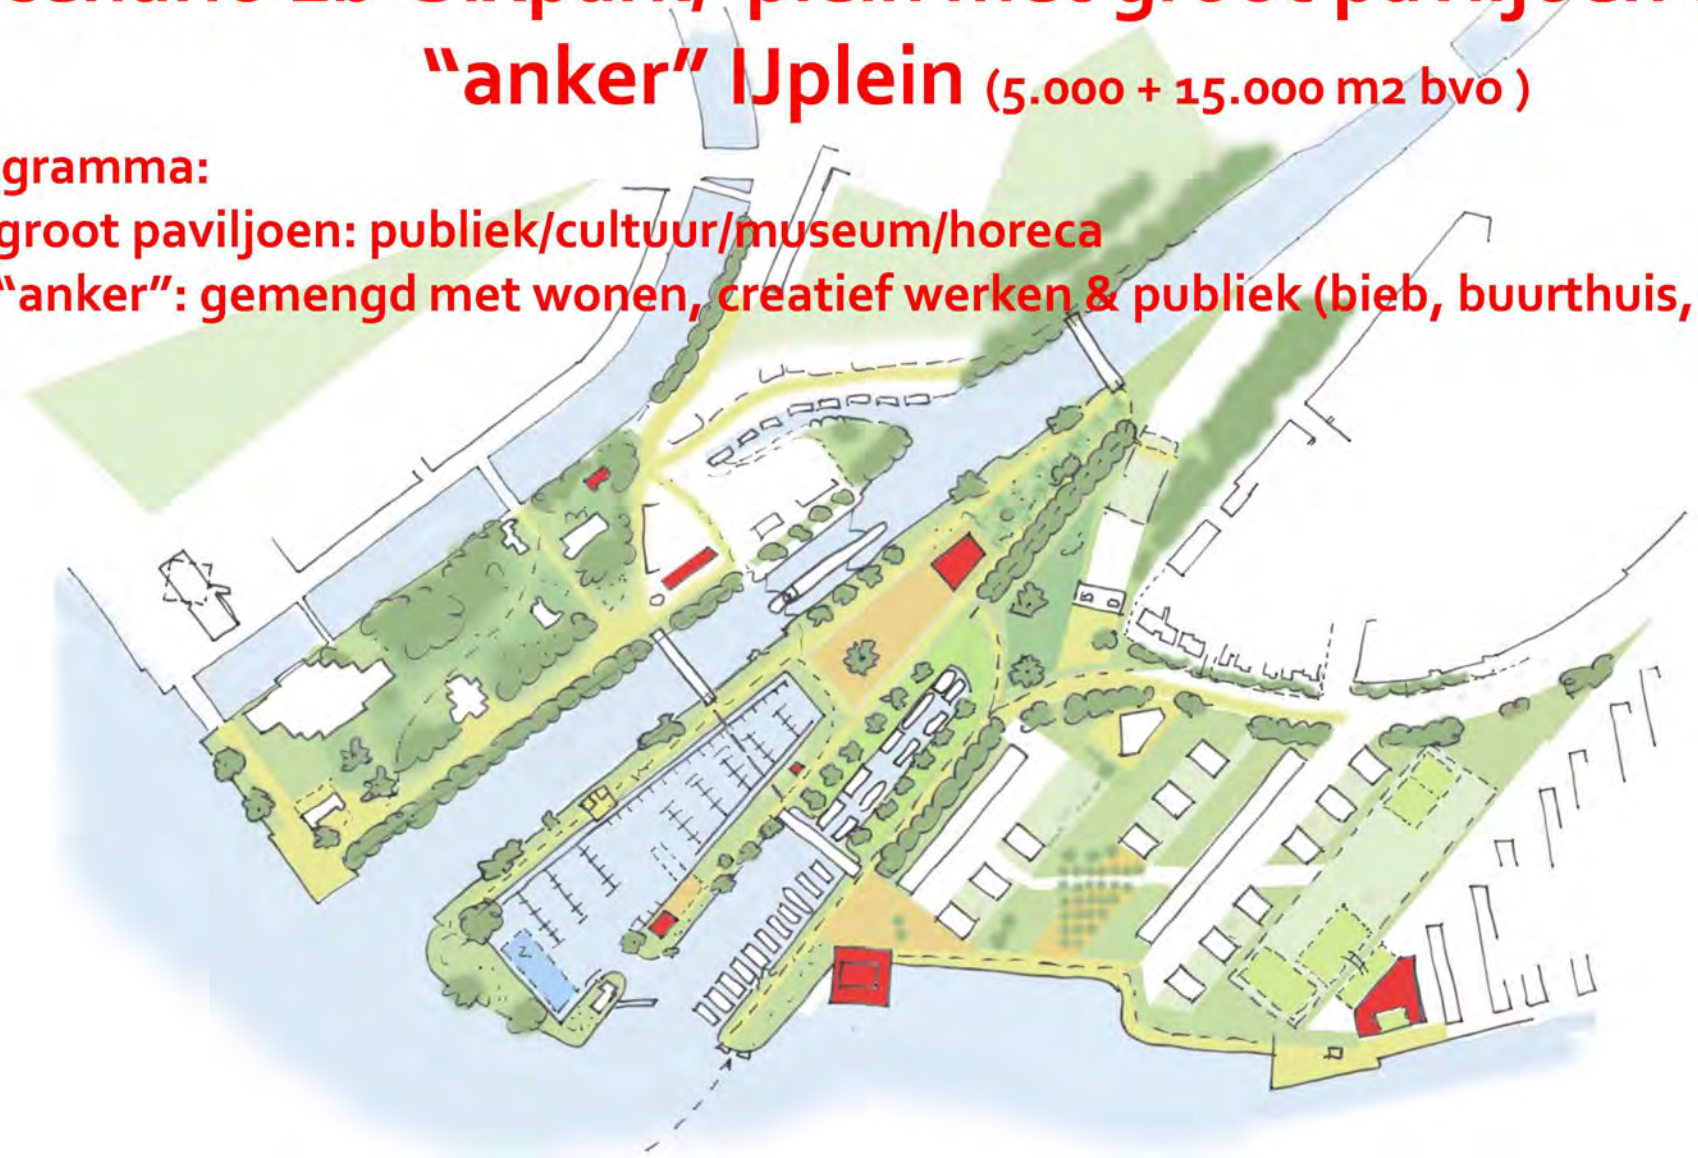 paviljoen
“anker” IJplein (5.000 + 15.000 m2 bvo )
gramma:
groot paviljoen: publiek/cultuur/museum/horeca
“anker”: gemengd met wonen, creatief werken & publiek (bieb, buurthuis,